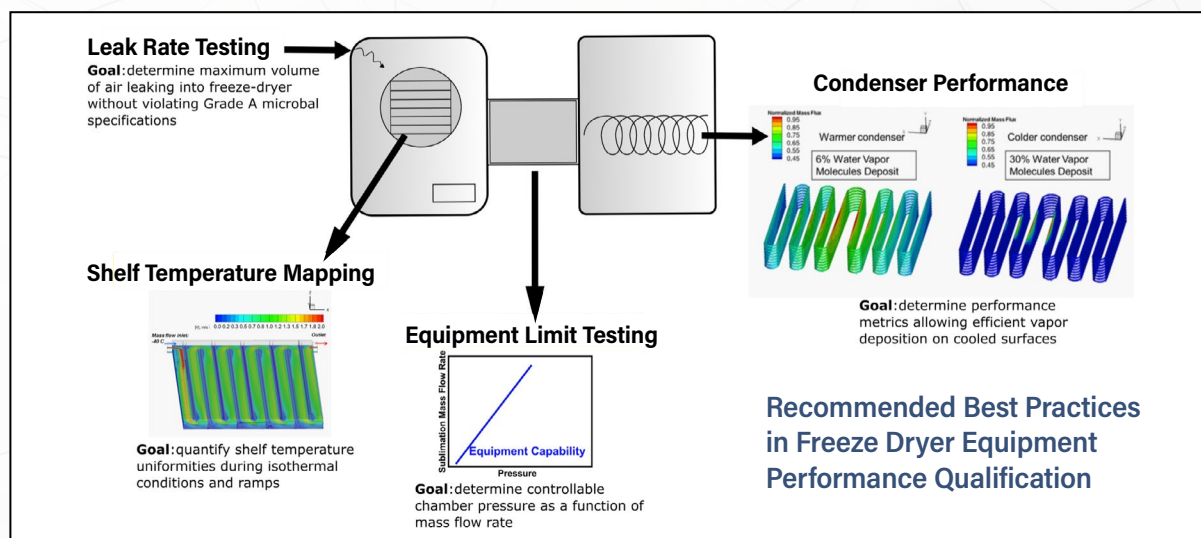 Leak Rate Testing
Goal:determine maximum volume
of air leaking into freeze-dryer
without violating Grade A microbal
specifications
Condenser Performance
Normalized Mass Flux
0.95
0.85
0.75
0.65
0.55
0.45
Warmer condenser
6% Water Vapor
Molecules Deposit
Normalized Mass Flux
0.95
0.85
0.75
0.65
0.55
0.45
Colder condenser
30% Water Vapor
Molecules Deposit
Goal:determine performance
metrics allowing efficient vapor
deposition on cooled surfaces
Shelf Temperature Mapping
0.0 0.2 0.3 0.5 0.7 0.8 1.0 1.2 1.3 1.5 1.7 1.8 2.0
Mass flow inlet:
-40 C
Outlet
Goal:quantify shelf temperature
uniformities during isothermal
conditions and ramps
Equipment Limit Testing
Sublimation Mass Flow Rate
Equipment Capability
Pressure
Goal:determine controllable
chamber pressure as a function of
mass flow rate
Recommended Best Practices
in Freeze Dryer Equipment
Performance Qualification